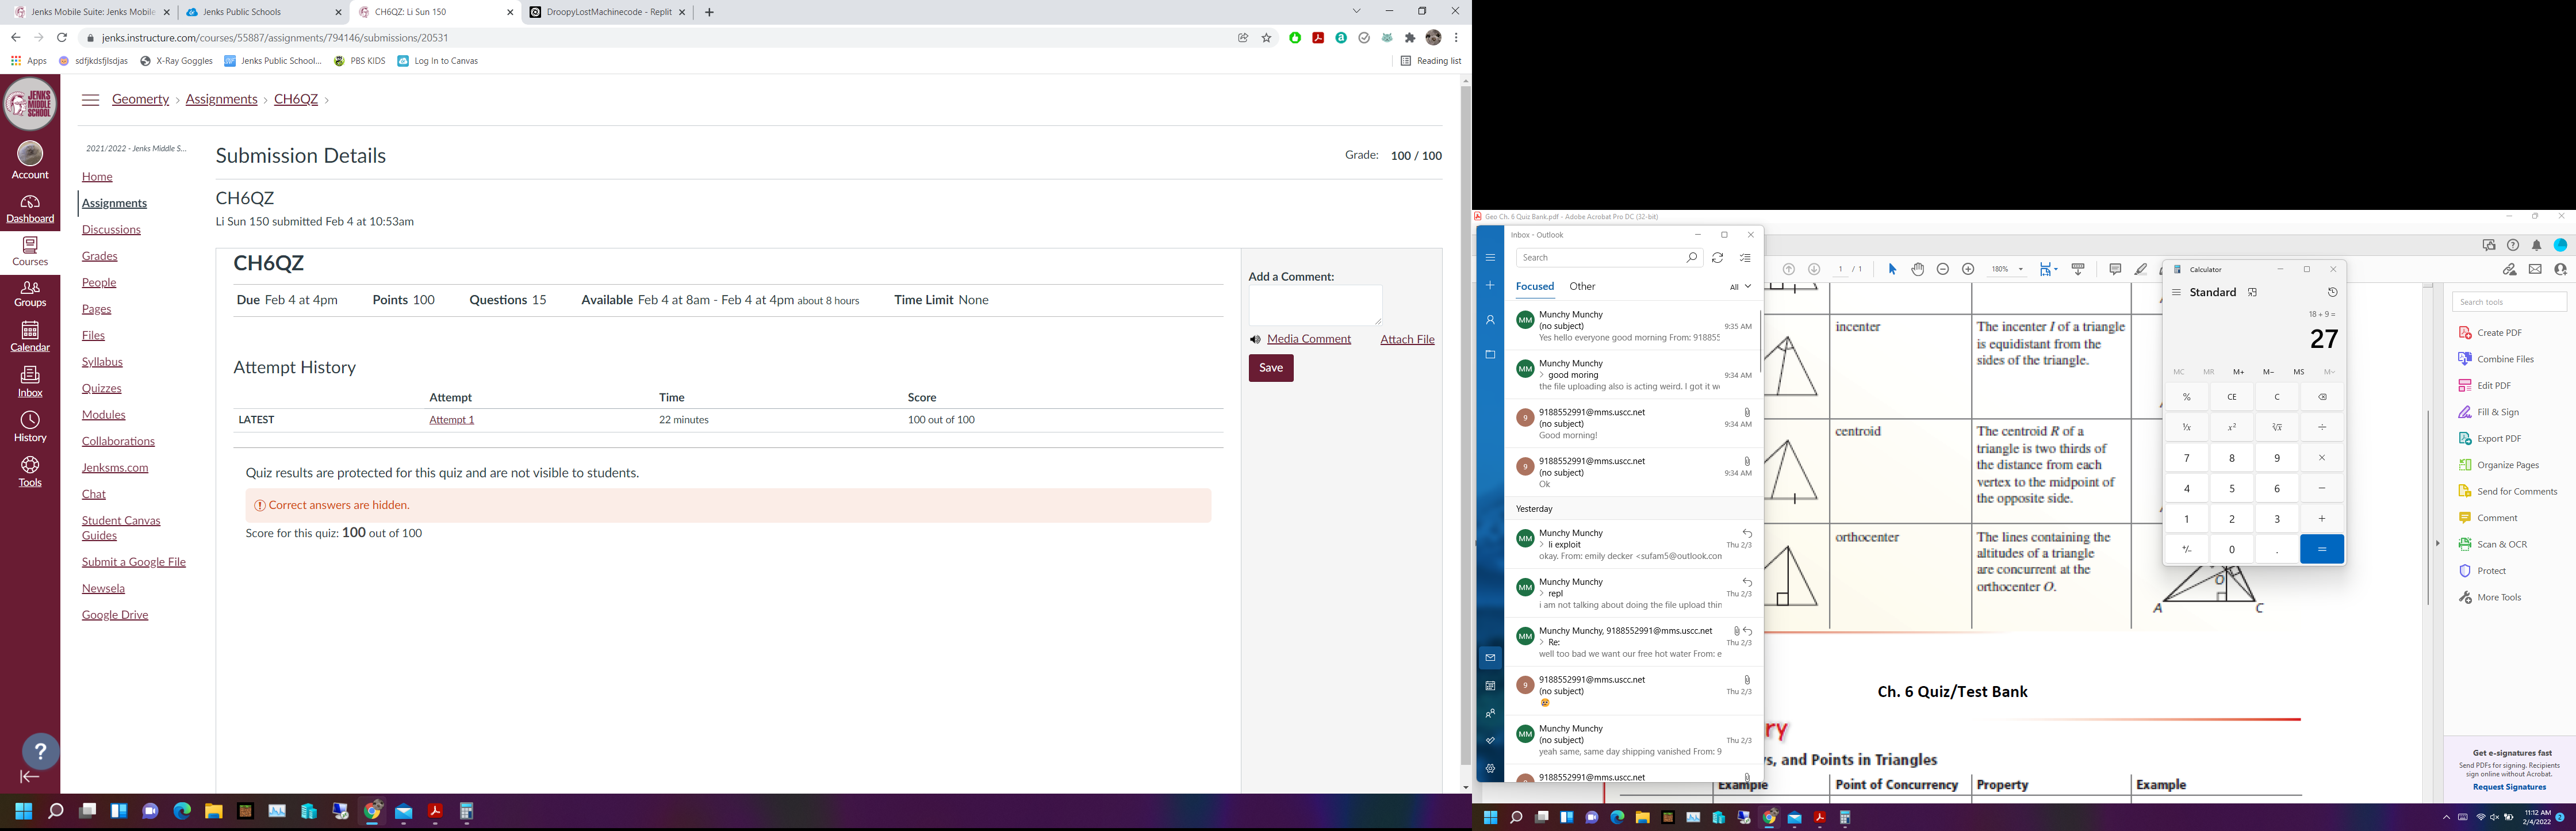 Jenks Mobile Suite: Jenks Mobile
Jenks Public Schools
CH6QZ: Li Sun 150
DroopyLostMachinecode - Replit
jenks.instructure.com/courses/55887/assignments/794146/submissions/20531
Apps
sdfjkdsfjlsdjas
X-Ray Goggles
Jenks Public School...
PBS KIDS
Log In to Canvas
Reading list
JENKS
MIDDLE
SCHOOL
Account
Dashboard
Courses
Groups
Calendar
Inbox
History
Tools
?
Geomerty > Assignments > CH6QZ >
2021/2022 - Jenks Middle S...
Home
Assignments
Discussions
Grades
People
Pages
Files
Syllabus
Quizzes
Modules
Collaborations
Jenksms.com
Chat
Student Canvas
Guides
Submit a Google File
Newsela
Google Drive
Submission Details
Grade: 100 / 100
CH6QZ
Li Sun 150 submitted Feb 4 at 10:53am
CH6QZ
Due Feb 4 at 4pm Points 100 Questions 15 Available Feb 4 at 8am - Feb 4 at 4pm about 8 hours Time Limit None
Attempt History
Attempt Time Score
LATEST Attempt 1 22 minutes 100 out of 100
Quiz results are protected for this quiz and are not visible to students.
Correct answers are hidden.
Score for this quiz: 100 out of 100
Add a Comment:
Media Comment
Attach File
Save
Geo Ch. 6 Quiz Bank.pdf - Adobe Acrobat Pro DC (32-bit)
Inbox - Outlook
Search
Focused
Other
All
MM
Munchy Munchy
(no subject)
9:35 AM
Yes hello everyone good morning From: 918855
MM
Munchy Munchy
> good moring
9:34 AM
the file uploading also is acting weird. I got it w
9
9188552991@mms.uscc.net
(no subject)
9:34 AM
Good morning!
9
9188552991@mms.uscc.net
(no subject)
9:34 AM
Ok
Yesterday
MM
Munchy Munchy
> li exploit
Thu 2/3
okay. From: emily decker <sufam5@outlook.con
MM
Munchy Munchy
> repl
Thu 2/3
i am not talking about doing the file upload thin
MM
Munchy Munchy, 9188552991@mms.uscc.net
> Re:
Thu 2/3
well too bad we want our free hot water From: e
9
9188552991@mms.uscc.net
(no subject)
Thu 2/3
MM
Munchy Munchy
(no subject)
Thu 2/3
yeah same, same day shipping vanished From: 9
9188552991@mms.uscc.net
1 / 1
180%
incenter
The incenter I of a triangle
is equidistant from the
sides of the triangle.
centroid
The centroid R of a
triangle is two thirds of
the distance from each
vertex to the midpoint of
the opposite side.
orthocenter
The lines containing the
altitudes of a triangle
are concurrent at the
orthocenter O.
O
A
C
Ch. 6 Quiz/Test Bank
ry
s, and Points in Triangles
Example
Point of Concurrency
Property
Example
Calculator
Standard
18 + 9 =
27
MC MR M+ M− MS M
% CE C
¹/x x² ²√x ÷
7 8 9 ×
4 5 6 −
1 2 3 +
+/− 0 . =
Search tools
Create PDF
Combine Files
Edit PDF
Fill & Sign
Export PDF
Organize Pages
Send for Comments
Comment
Scan & OCR
Protect
More Tools
Get e-signatures fast
Send PDFs for signing. Recipients
sign online without Acrobat.
Request Signatures
11:12 AM
2/4/2022
2